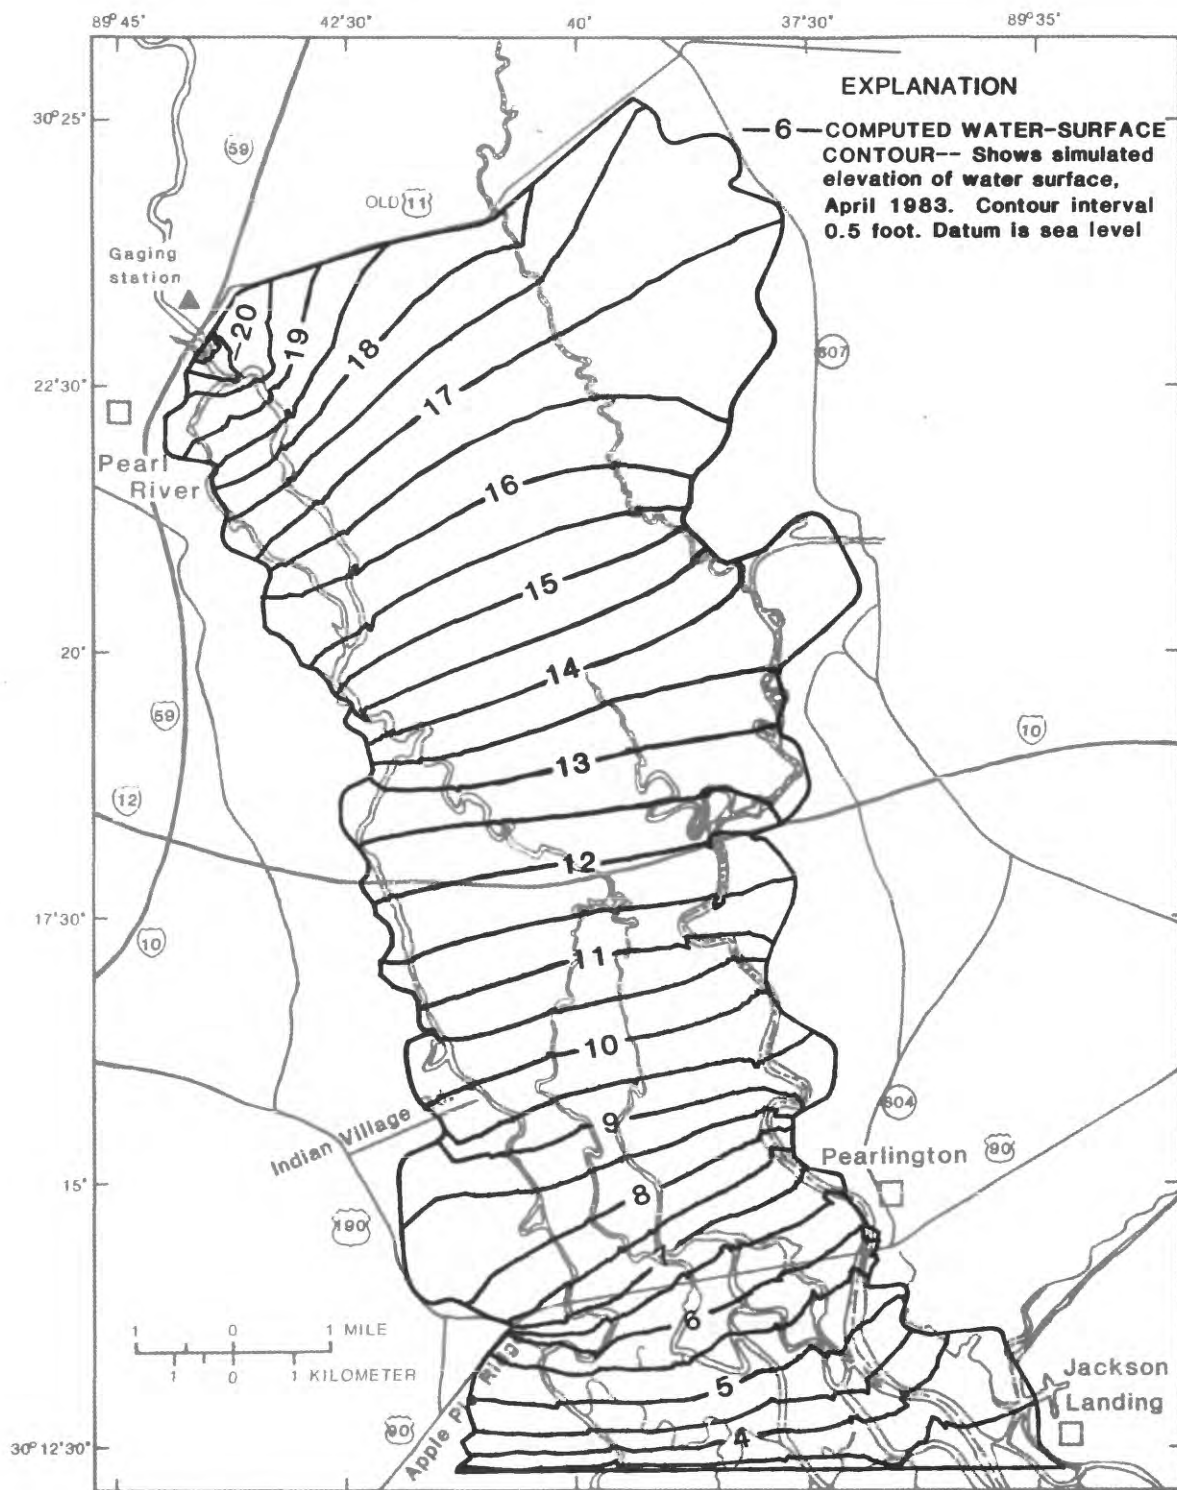 89°45' 42'30" 40' 37'30" 89°35'
EXPLANATION
—6—COMPUTED WATER-SURFACE
CONTOUR-- Shows simulated
elevation of water surface,
April 1983. Contour interval
0.5 foot. Datum is sea level
30°25'
59
OLD 11
Gaging
station
20
19
18
607
22'30"
17
Pearl
River
16
15
20'
14
59
13
10
12
12
17'30"
10
11
10
9
604
Indian Village
Pearlington
90
15'
8
190
6
1 0 1 MILE
1 0 1 KILOMETER
5
Jackson
Landing
90
4
30°12'30"